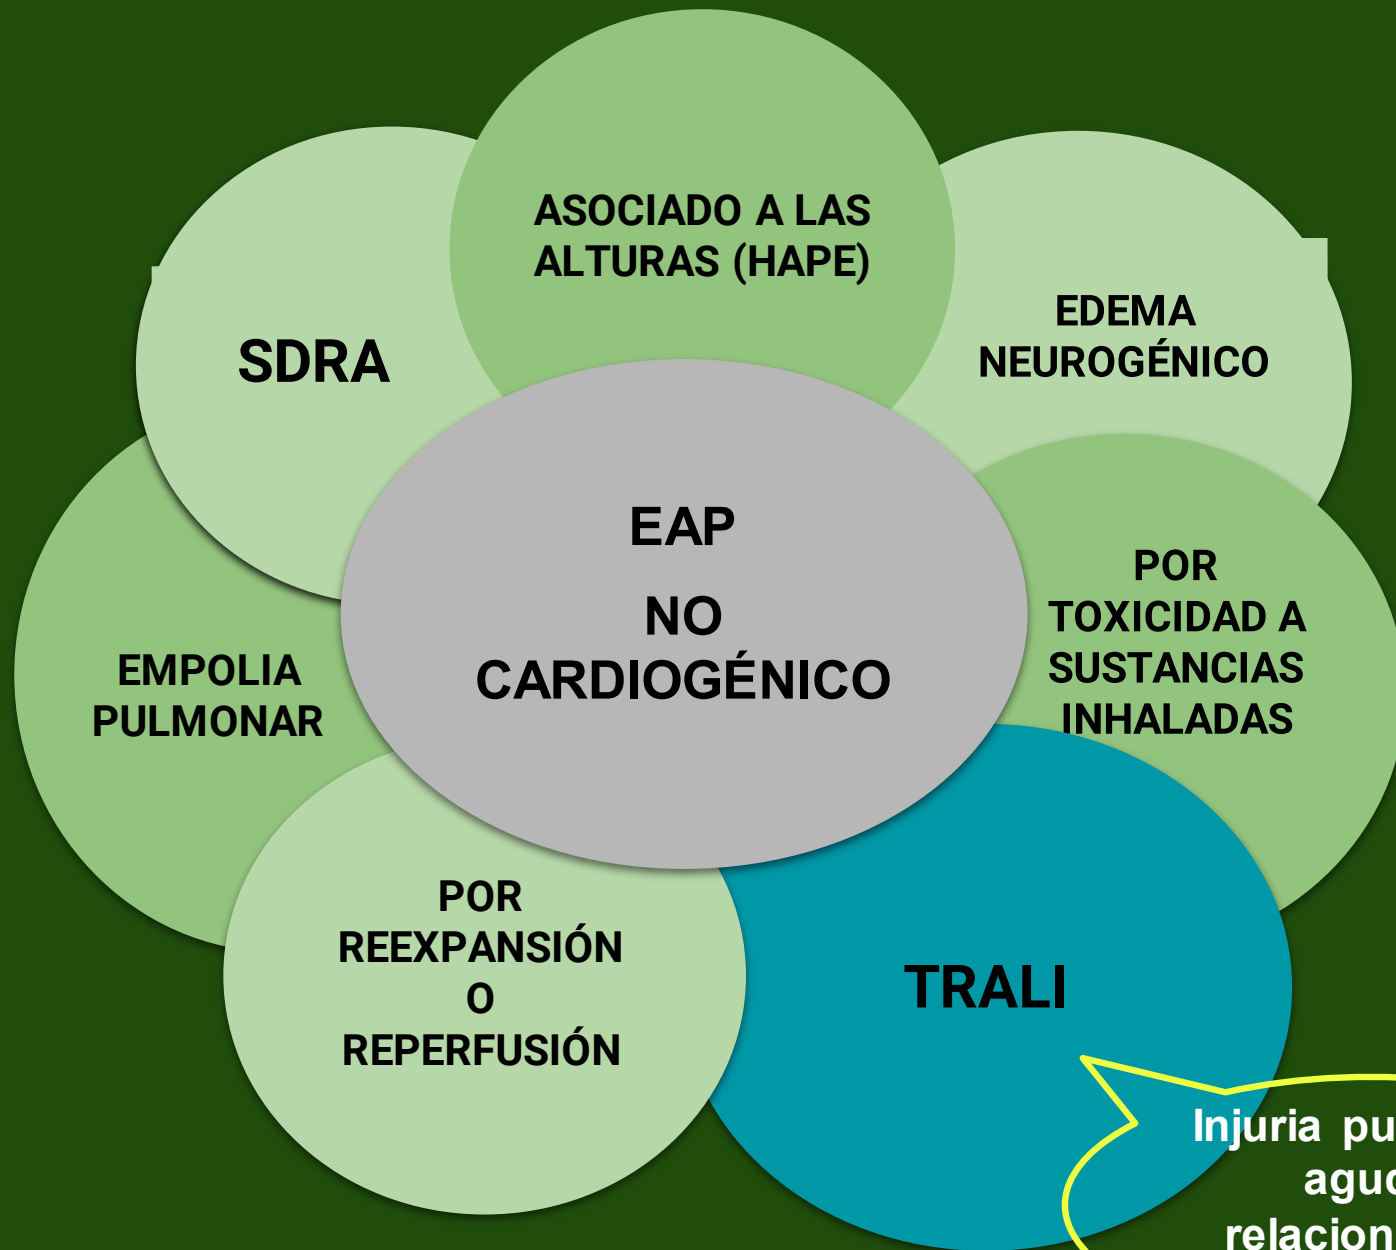 ASOCIADO A LAS
ALTURAS (HAPE)
SDRA
EDEMA
NEUROGÉNICO
EAP
NO
CARDIOGÉNICO
POR
TOXICIDAD A
SUSTANCIAS
INHALADAS
EMPOLIA
PULMONAR
POR
REEXPANSIÓN
O
REPERFUSIÓN
TRALI
Injuria